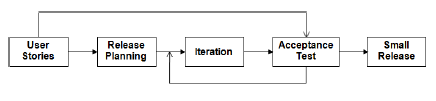 User
Stories
Release
Planning
Iteration
Acceptance
Test
Small
Release